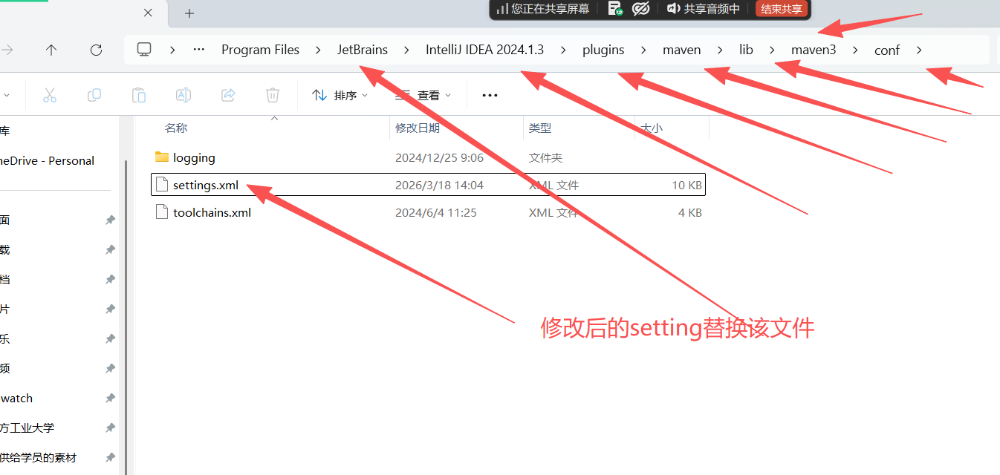 您正在共享屏幕 共享音频中 结束共享
Program Files JetBrains IntelliJ IDEA 2024.1.3 plugins maven lib maven3 conf
排序 查看
名称 修改日期 类型 大小
库
neDrive - Personal
logging 2024/12/25 9:06 文件夹
settings.xml 2026/3/18 14:04 XML 文件 10 KB
toolchains.xml 2024/6/4 11:25 XML 文件 4 KB
面
载
档
片
修改后的setting替换该文件
乐
频
watch
方工业大学
供给学员的素材